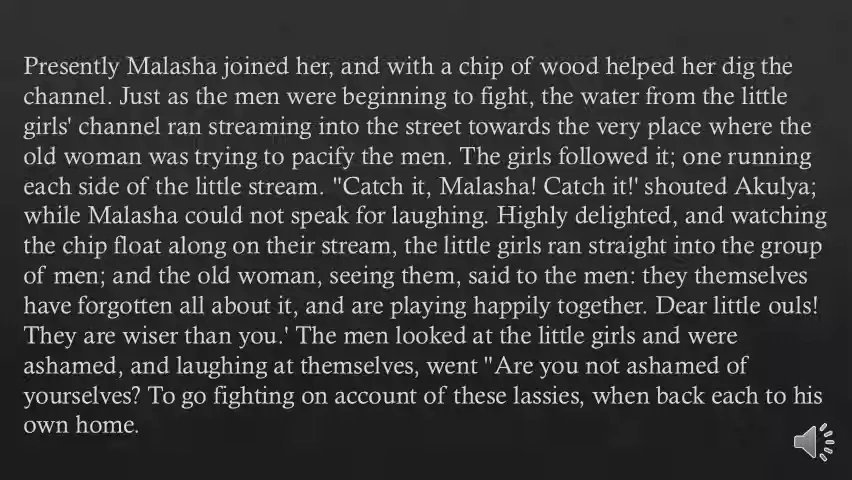 Presently Malasha joined her, and with a chip of wood helped her dig the
channel. Just as the men were beginning to fight, the water from the little
girls' channel ran streaming into the street towards the very place where the
old woman was trying to pacify the men. The girls followed it; one running
each side of the little stream. "Catch it, Malasha! Catch it!' shouted Akulya;
while Malasha could not speak for laughing. Highly delighted, and watching
the chip float along on their stream, the little girls ran straight into the group
of men; and the old woman, seeing them, said to the men: they themselves
have forgotten all about it, and are playing happily together. Dear little ouls!
They are wiser than you.' The men looked at the little girls and were
ashamed, and laughing at themselves, went "Are you not ashamed of
yourselves? To go fighting on account of these lassies, when back each to his
own home.